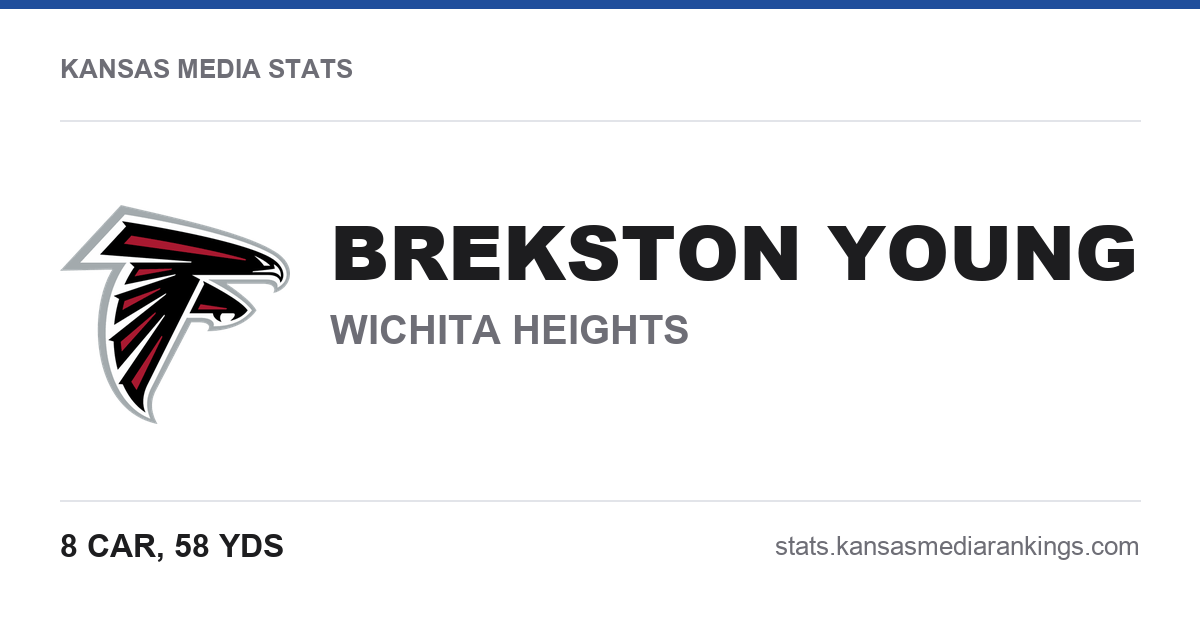 KANSAS MEDIA STATS
BREKSTON YOUNG
WICHITA HEIGHTS
8 CAR, 58 YDS
stats.kansasmediarankings.com